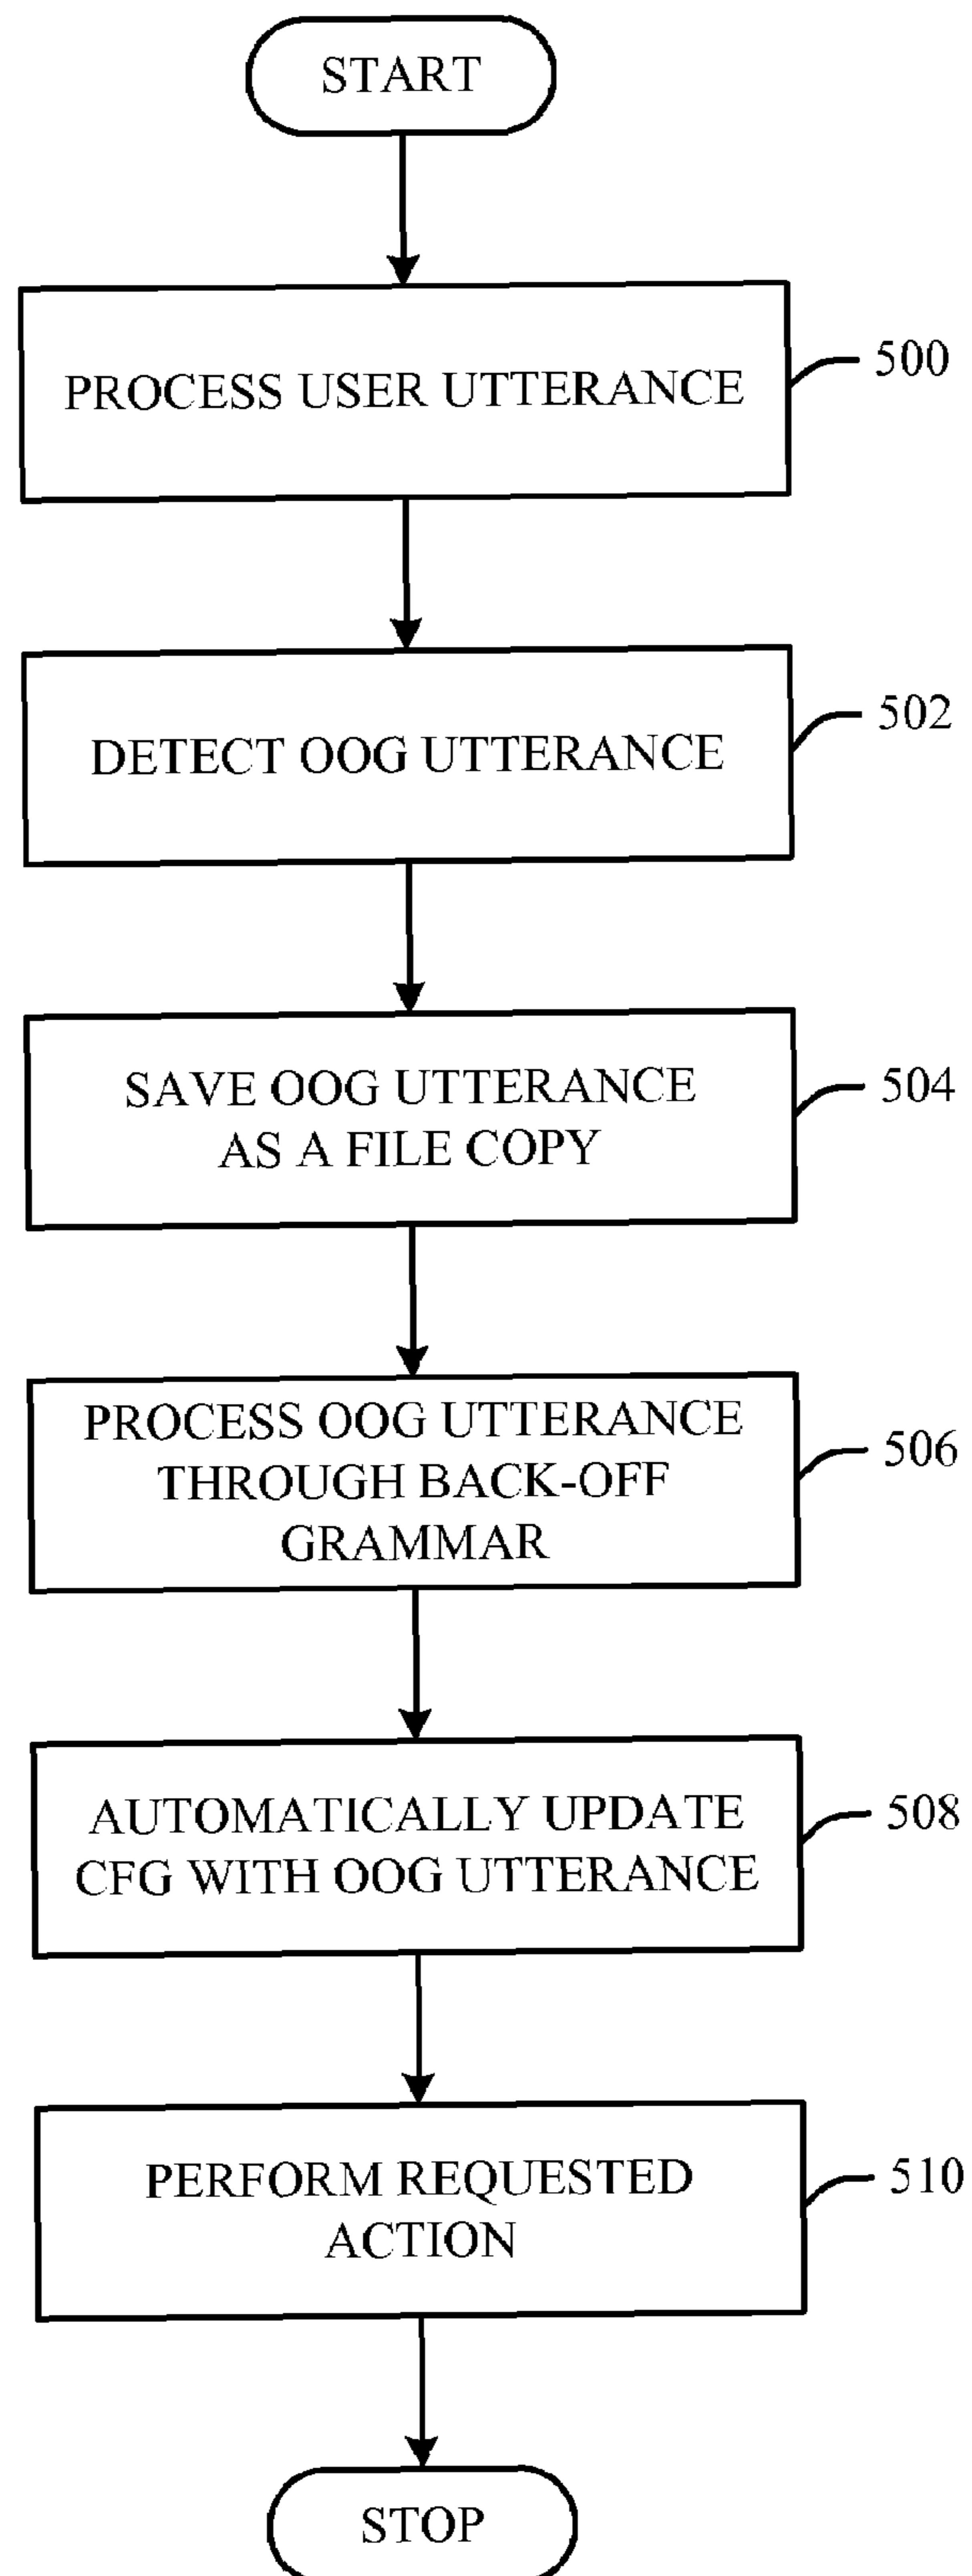 START
PROCESS USER UTTERANCE
500
DETECT OOG UTTERANCE
502
SAVE OOG UTTERANCE
AS A FILE COPY
504
PROCESS OOG UTTERANCE
THROUGH BACK-OFF
GRAMMAR
506
AUTOMATICALLY UPDATE
CFG WITH OOG UTTERANCE
508
PERFORM REQUESTED
ACTION
510
STOP